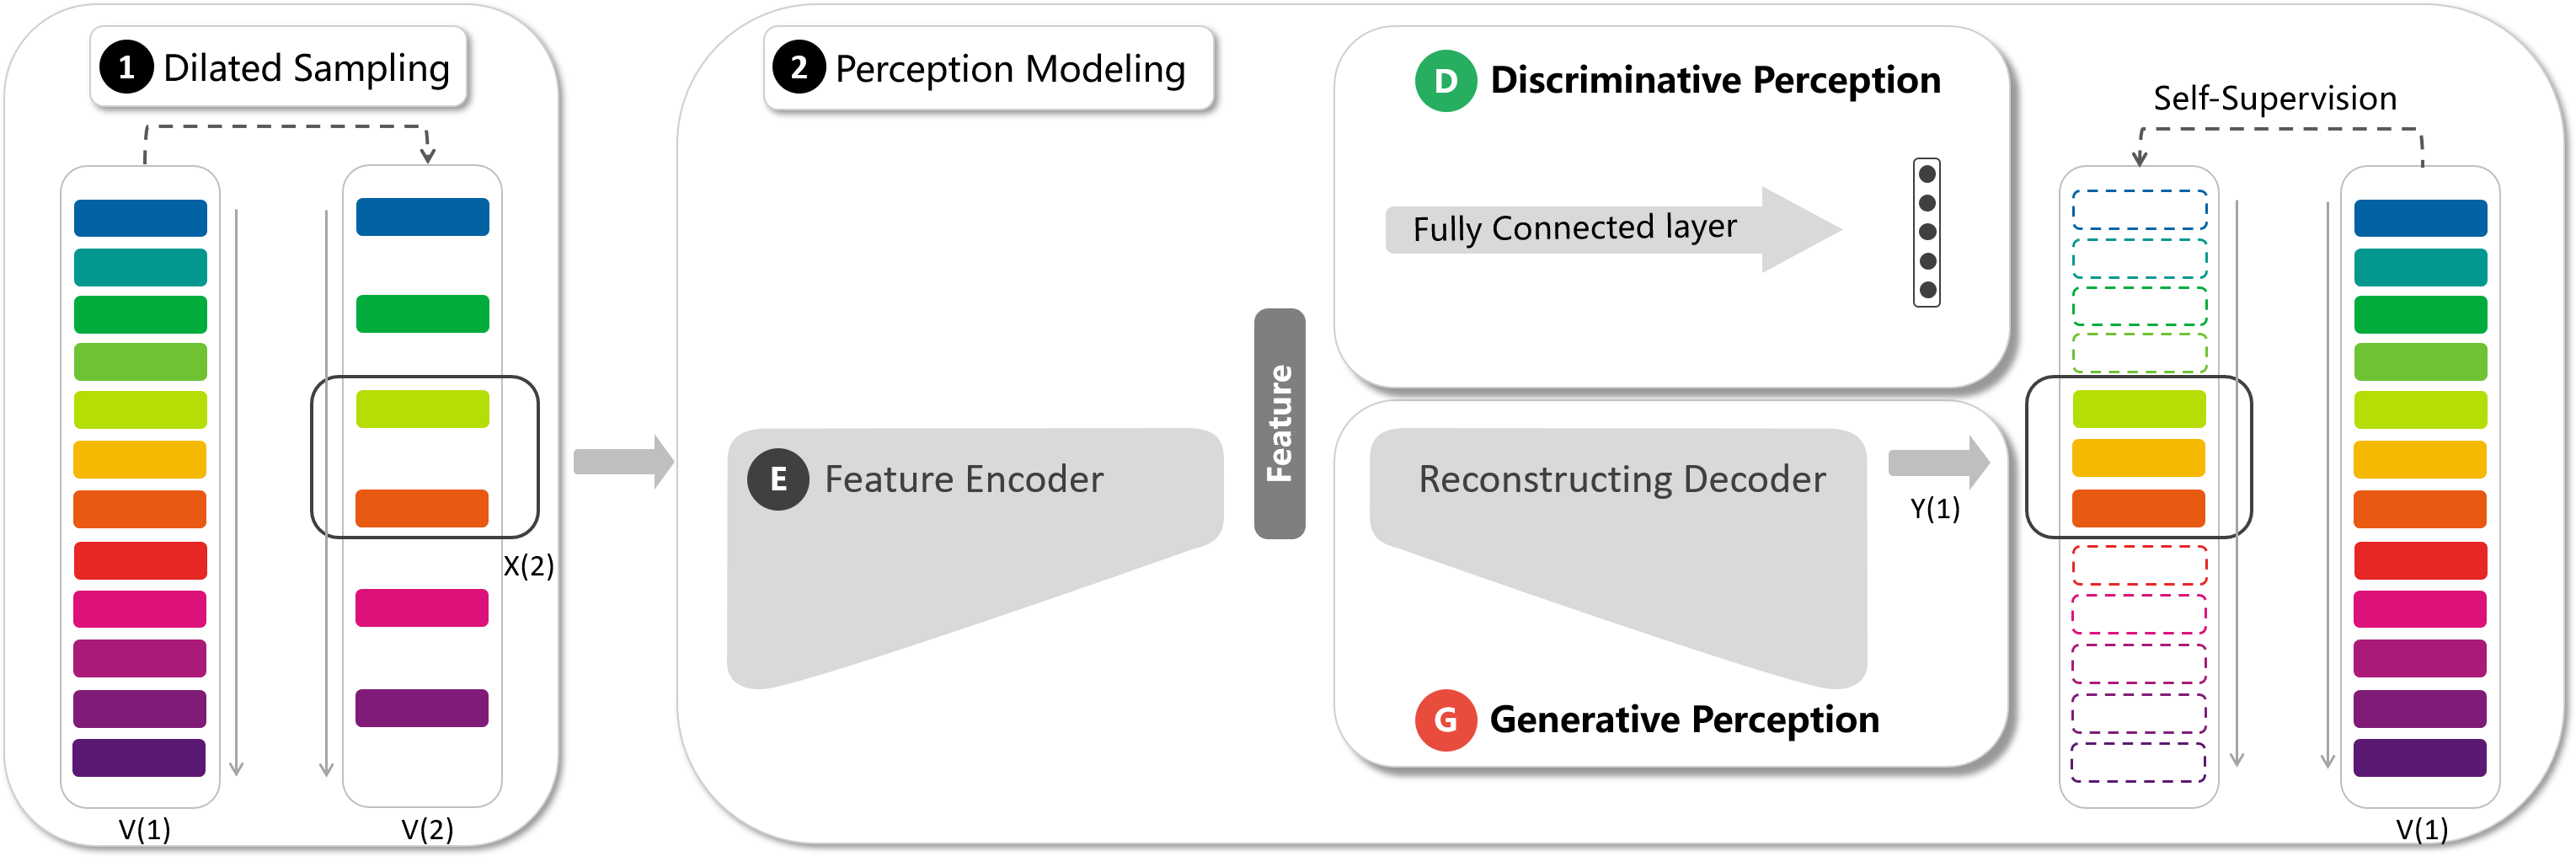 1 Dilated Sampling
V(1)
V(2)
X(2)
2 Perception Modeling
E Feature Encoder
Feature
D Discriminative Perception
Fully Connected layer
Reconstructing Decoder
G Generative Perception
Y(1)
Self-Supervision
V(1)